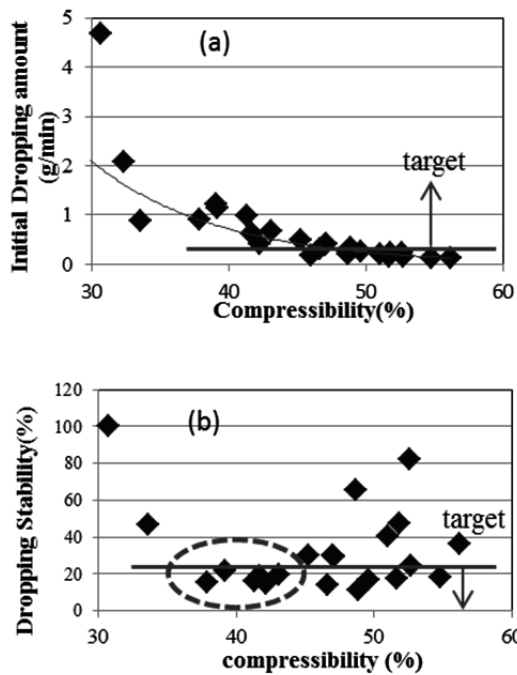 (a)
Initial Dropping amount
(g/min)
5
4
3
2
1
0
target
30 40 50 60
Compressibility(%)
(b)
Dropping Stability(%)
120
100
80
60
40
20
0
target
30 40 50 60
compressibility (%)